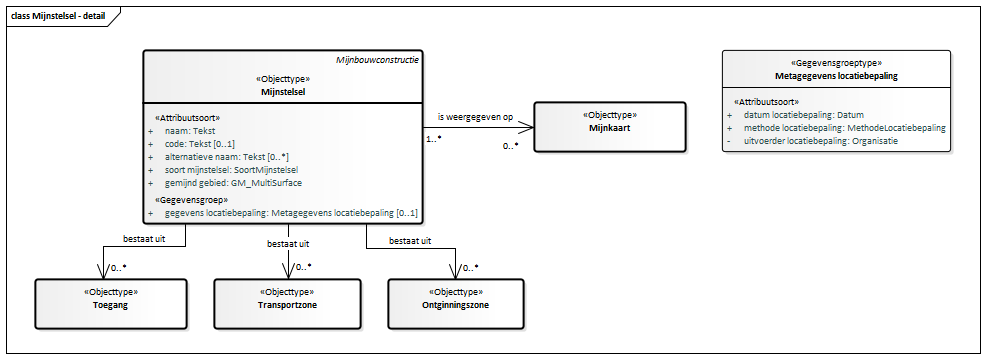 class Mijnstelsel - detail
Mijnbouwconstructie
«Objecttype»
Mijnstelsel
«Attribuutsoort»
+ naam: Tekst
+ code: Tekst [0..1]
+ alternatieve naam: Tekst [0..*]
+ soort mijnstelsel: SoortMijnstelsel
+ gemijnd gebied: GM_MultiSurface
«Gegevensgroep»
+ gegevens locatiebepaling: Metagegevens locatiebepaling [0..1]
is weergegeven op
1..*
0..*
«Objecttype»
Mijnkaart
«Gegevensgroeptype»
Metagegevens locatiebepaling
«Attribuutsoort»
+ datum locatiebepaling: Datum
+ methode locatiebepaling: MethodeLocatiebepaling
- uitvoerder locatiebepaling: Organisatie
bestaat uit
0..*
bestaat uit
0..*
bestaat uit
0..*
«Objecttype»
Toegang
«Objecttype»
Transportzone
«Objecttype»
Ontginningszone